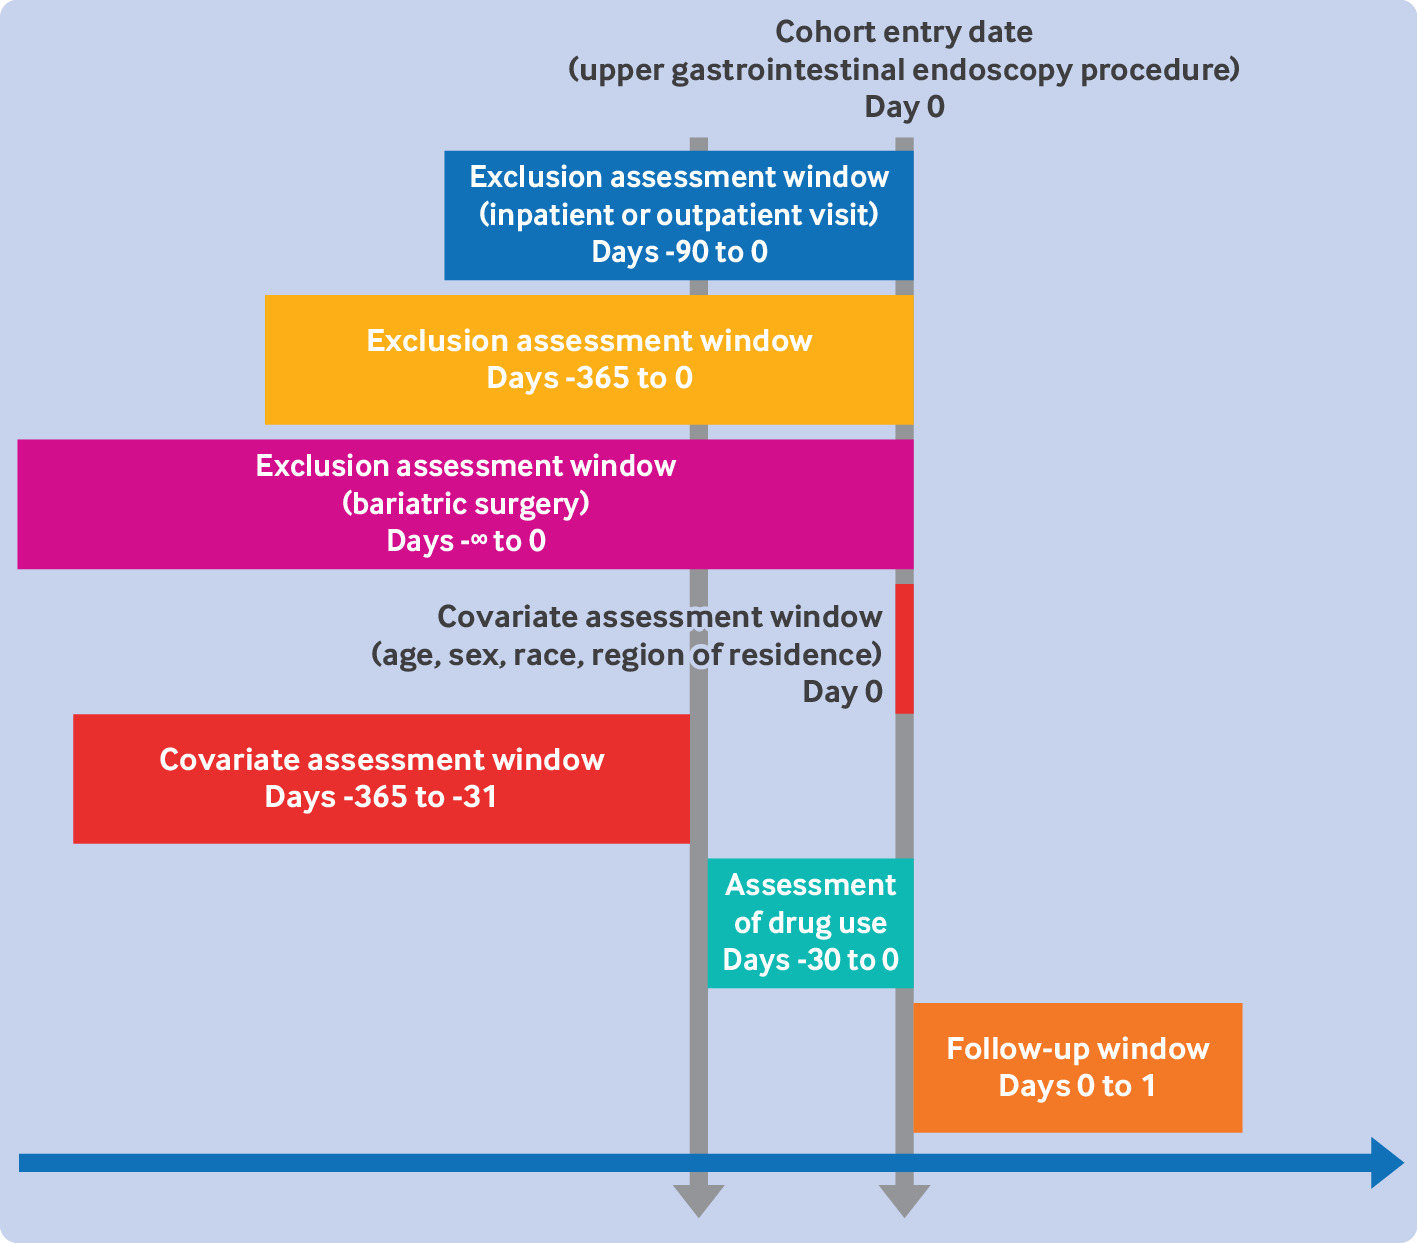 Cohort entry date
(upper gastrointestinal endoscopy procedure)
Day 0
Exclusion assessment window
(inpatient or outpatient visit)
Days -90 to 0
Exclusion assessment window
Days -365 to 0
Exclusion assessment window
(bariatric surgery)
Days -∞ to 0
Covariate assessment window
(age, sex, race, region of residence)
Day 0
Covariate assessment window
Days -365 to -31
Assessment
of drug use
Days -30 to 0
Follow-up window
Days 0 to 1